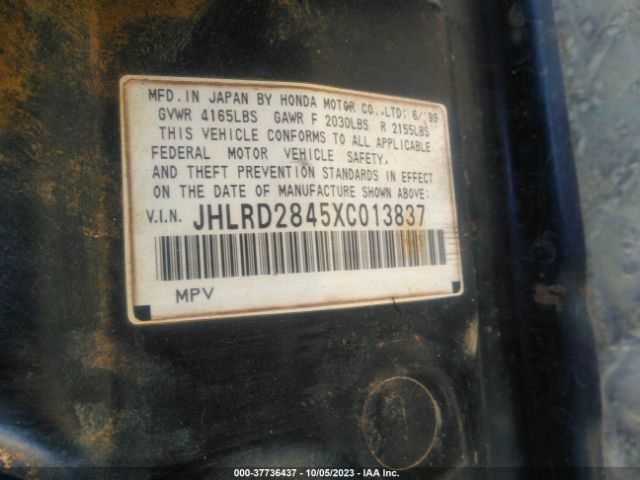 MFD. IN JAPAN BY HONDA MOTOR CO., LTD: 6/ '99
GVWR 4165LBS GAWR F 2030LBS R 2155LBS
THIS VEHICLE CONFORMS TO ALL APPLICABLE
FEDERAL MOTOR VEHICLE SAFETY,
AND THEFT PREVENTION STANDARDS IN EFFECT
ON THE DATE OF MANUFACTURE SHOWN ABOVE:
V.I.N. JHLRD2845XC013837
MPV
000-37736437 - 10/05/2023 - IAA Inc.